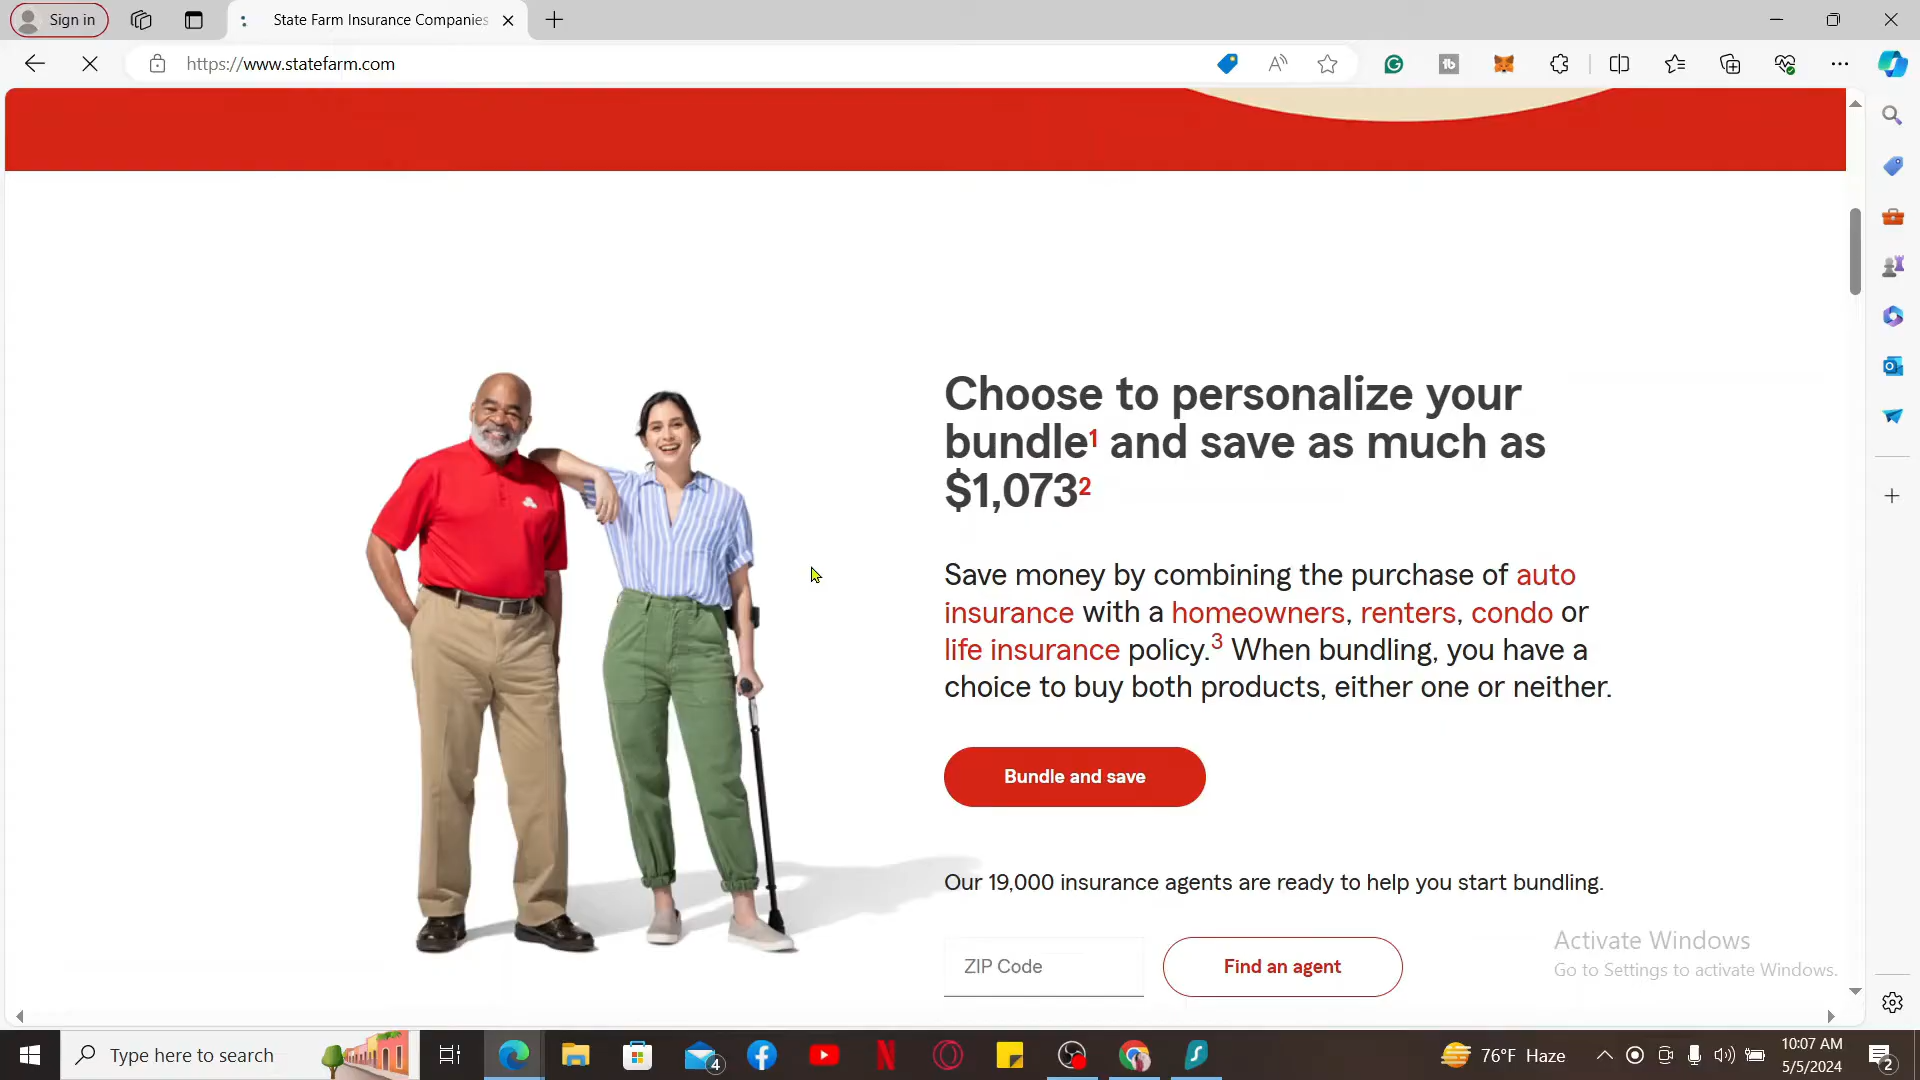 Sign in
State Farm Insurance Companies
https://www.statefarm.com
Choose to personalize your
bundle1 and save as much as
$1,0732
Save money by combining the purchase of auto
insurance with a homeowners, renters, condo or
life insurance policy.3 When bundling, you have a
choice to buy both products, either one or neither.
Bundle and save
Our 19,000 insurance agents are ready to help you start bundling.
ZIP Code
Find an agent
Activate Windows
Go to Settings to activate Windows.
Type here to search
4
76°F Haze
10:07 AM
5/5/2024
2